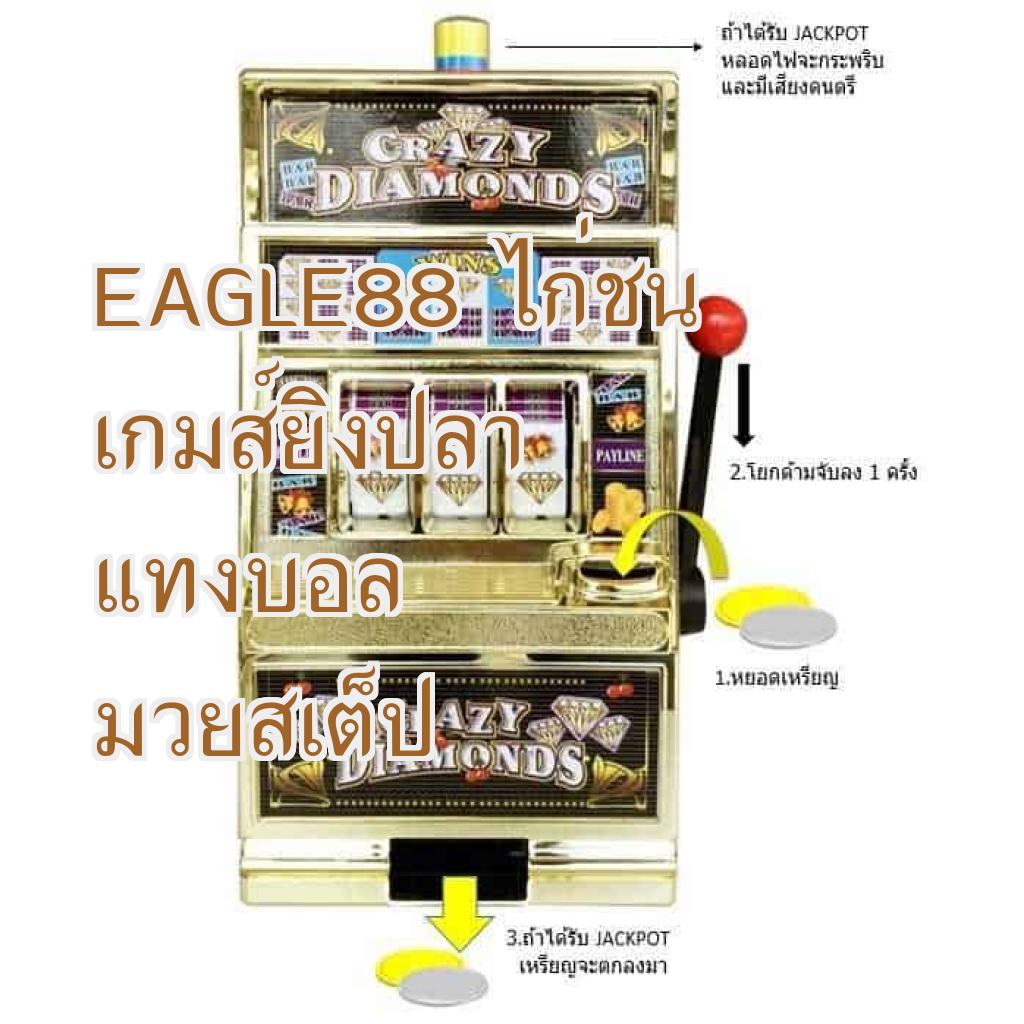 ถ้าได้รับ JACKPOT
หลอดไฟจะกระพริบ
และมีเสียงดนตรี
CRAZY
DIAMONDS
BAR
BAR
WINS
EAGLE88 ไก่ชน
เกมส์ยิงปลา
PAYLINE
2.โยกด้ามจับลง 1 ครั้ง
แทงบอล
1.หยอดเหรียญ
มวยสเต็ป
CRAZY
DIAMONDS
3.ถ้าได้รับ JACKPOT
เหรียญจะตกลงมา